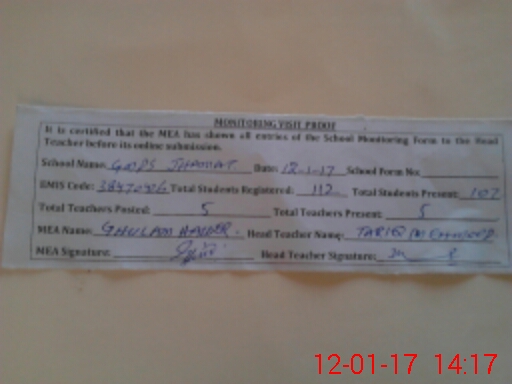 MONITORING VISIT PROOF
It is certified that the MEA has shown all entries of the School Monitoring Form to the Head
Teacher before its online submission.
School Name: GOPS Date: 12-1-17 School Form No:
EMIS Code: Total Students Registered: 112 Total Students Present: 107
Total Teachers Posted: 5 Total Teachers Present: 5
MEA Name: GHULAM HAIDER. Head Teacher Name: TARIQ MEHMOOD
MEA Signature: Head Teacher Signature:
12-01-17 14:17